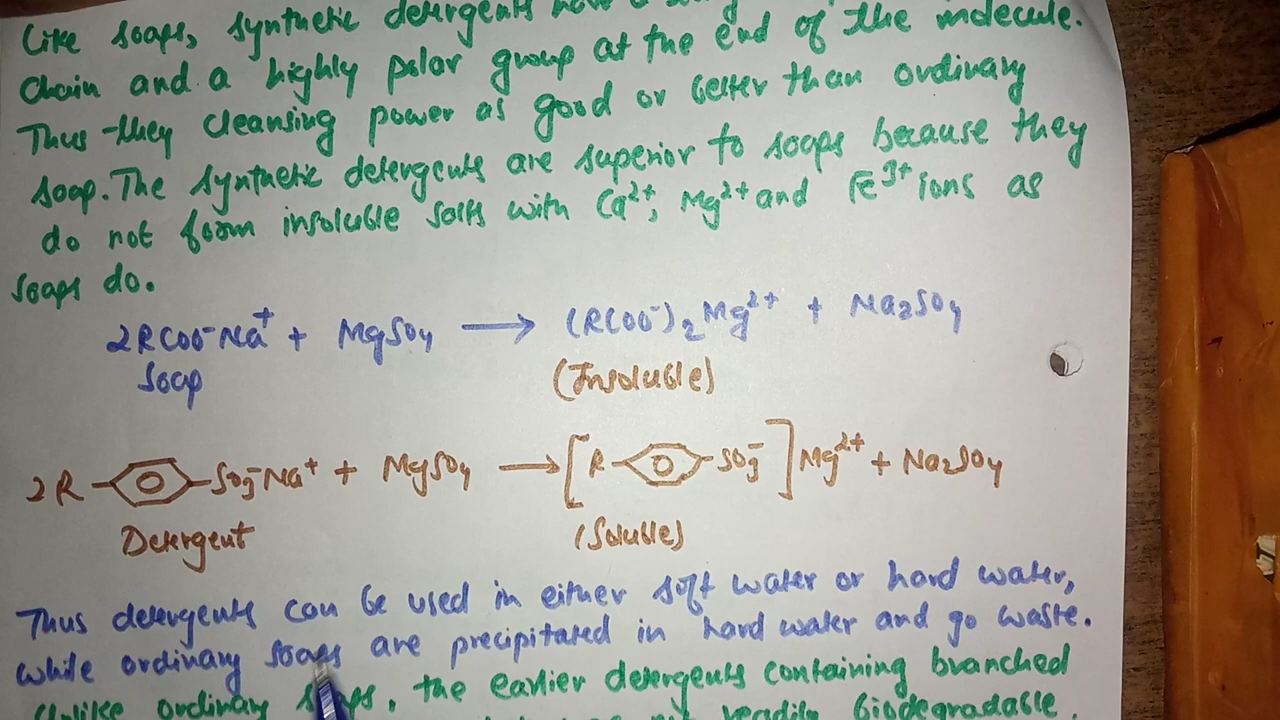 Like soaps, synthetic detergents have a long
chain and a highly polar group at the end of the molecule.
Thus they cleansing power as good or better than ordinary
soap. The synthetic detergents are superior to soaps because they
do not form insoluble salts with Ca²⁺, Mg²⁺ and Fe³⁺ ions as
soaps do.
2RCOO⁻Na⁺ + MgSO₄ → (RCOO⁻)₂Mg²⁺ + Na₂SO₄
Soap (Insoluble)
2R-⌬-SO₃⁻Na⁺ + MgSO₄ → [R-⌬-SO₃⁻]Mg²⁺ + Na₂SO₄
Detergent (Soluble)
Thus detergents can be used in either soft water or hard water,
while ordinary soaps are precipitated in hard water and go waste.
Unlike ordinary soaps, the earlier detergents containing branched
readily biodegradable.